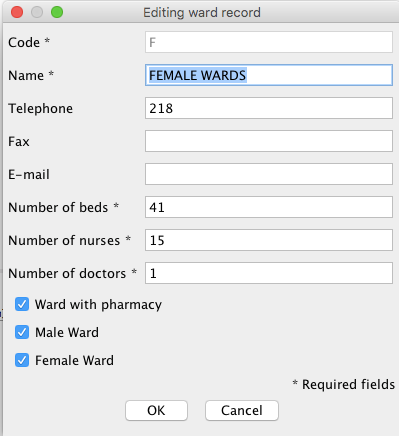 Editing ward record
Code * F
Name * FEMALE WARDS
Telephone 218
Fax
E-mail
Number of beds * 41
Number of nurses * 15
Number of doctors * 1
Ward with pharmacy
Male Ward
Female Ward
* Required fields
OK Cancel